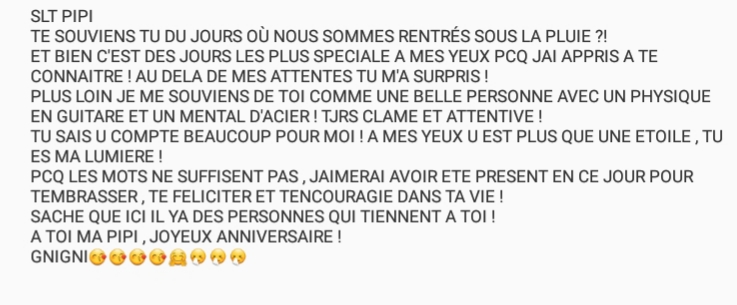 SLT PIPI
TE SOUVIENS TU DU JOURS OÙ NOUS SOMMES RENTRÉS SOUS LA PLUIE ?!
ET BIEN C'EST DES JOURS LES PLUS SPECIALE A MES YEUX PCQ JAI APPRIS A TE
CONNAITRE ! AU DELA DE MES ATTENTES TU M'A SURPRIS !
PLUS LOIN JE ME SOUVIENS DE TOI COMME UNE BELLE PERSONNE AVEC UN PHYSIQUE
EN GUITARE ET UN MENTAL D'ACIER ! TJRS CLAME ET ATTENTIVE !
TU SAIS U COMPTE BEAUCOUP POUR MOI ! A MES YEUX U EST PLUS QUE UNE ETOILE , TU
ES MA LUMIERE !
PCQ LES MOTS NE SUFFISENT PAS , JAIMERAI AVOIR ETE PRESENT EN CE JOUR POUR
TEMBRASSER , TE FELICITER ET TENCOURAGIE DANS TA VIE !
SACHE QUE ICI IL YA DES PERSONNES QUI TIENNENT A TOI !
A TOI MA PIPI , JOYEUX ANNIVERSAIRE !
GNIGNI😋😋😋😋🤗🤧🤧🤧